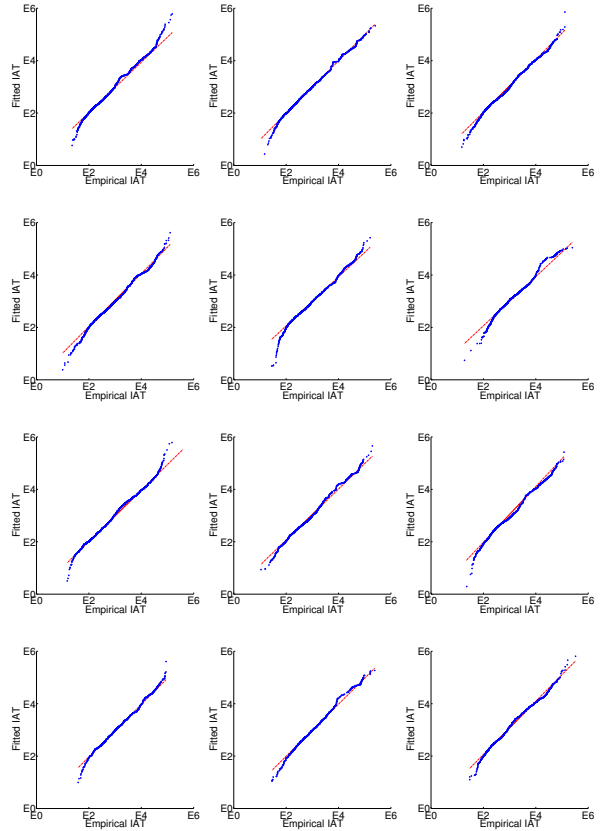 E6 E6 E6
E4 E4 E4
Fitted IAT Fitted IAT Fitted IAT
E2 E2 E2
E0 E0 E0
E0 E2 E4 E6 E0 E2 E4 E6 E0 E2 E4 E6
Empirical IAT Empirical IAT Empirical IAT
E6 E6 E6
E4 E4 E4
Fitted IAT Fitted IAT Fitted IAT
E2 E2 E2
E0 E0 E0
E0 E2 E4 E6 E0 E2 E4 E6 E0 E2 E4 E6
Empirical IAT Empirical IAT Empirical IAT
E6 E6 E6
E4 E4 E4
Fitted IAT Fitted IAT Fitted IAT
E2 E2 E2
E0 E0 E0
E0 E2 E4 E6 E0 E2 E4 E6 E0 E2 E4 E6
Empirical IAT Empirical IAT Empirical IAT
E6 E6 E6
E4 E4 E4
Fitted IAT Fitted IAT Fitted IAT
E2 E2 E2
E0 E0 E0
E0 E2 E4 E6 E0 E2 E4 E6 E0 E2 E4 E6
Empirical IAT Empirical IAT Empirical IAT